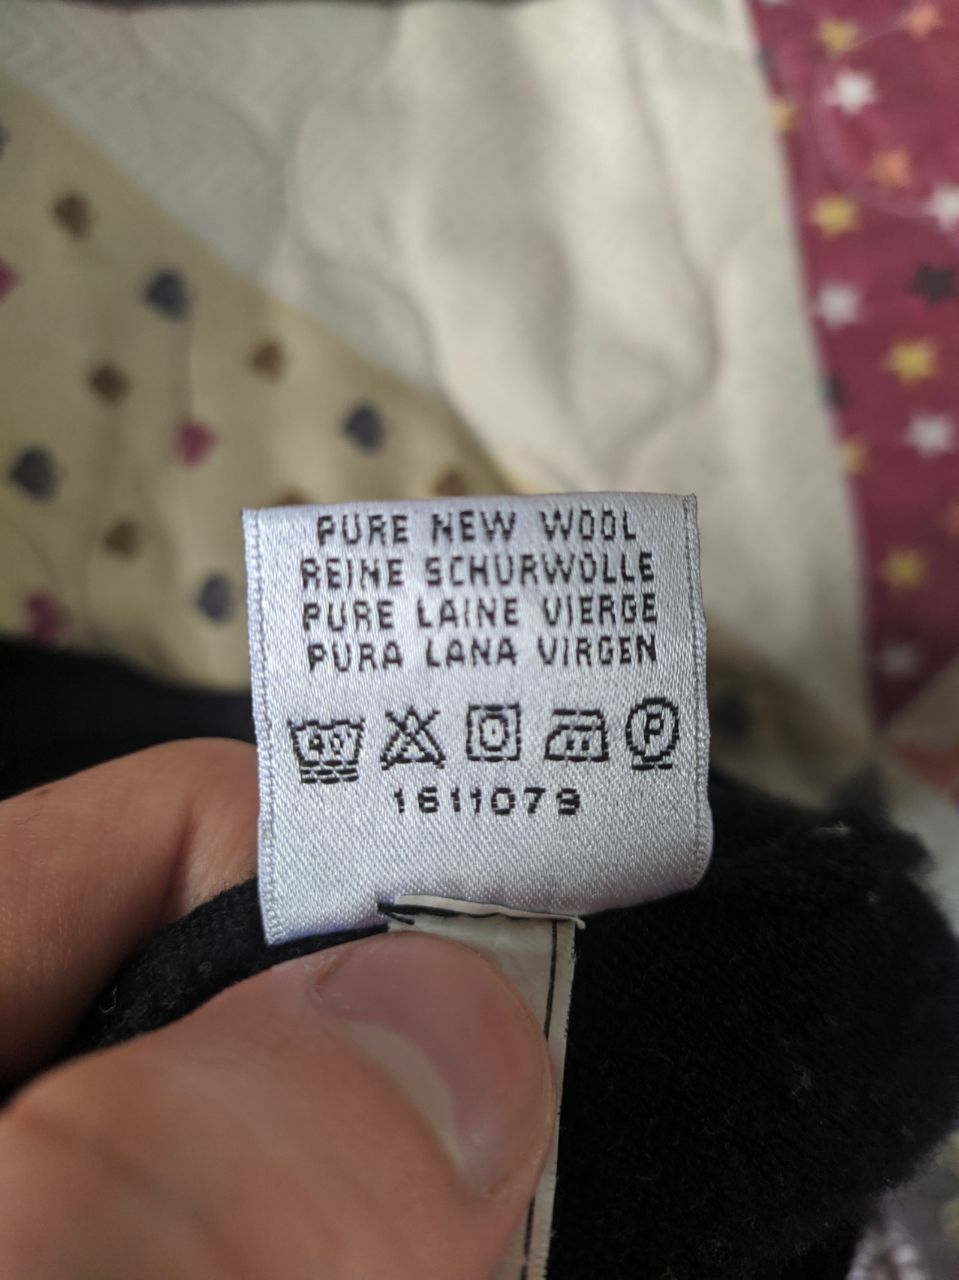 PURE NEW WOOL
REINE SCHURWOLLE
PURE LAINE VIERGE
PURA LANA VIRGEN
40 P
1611079